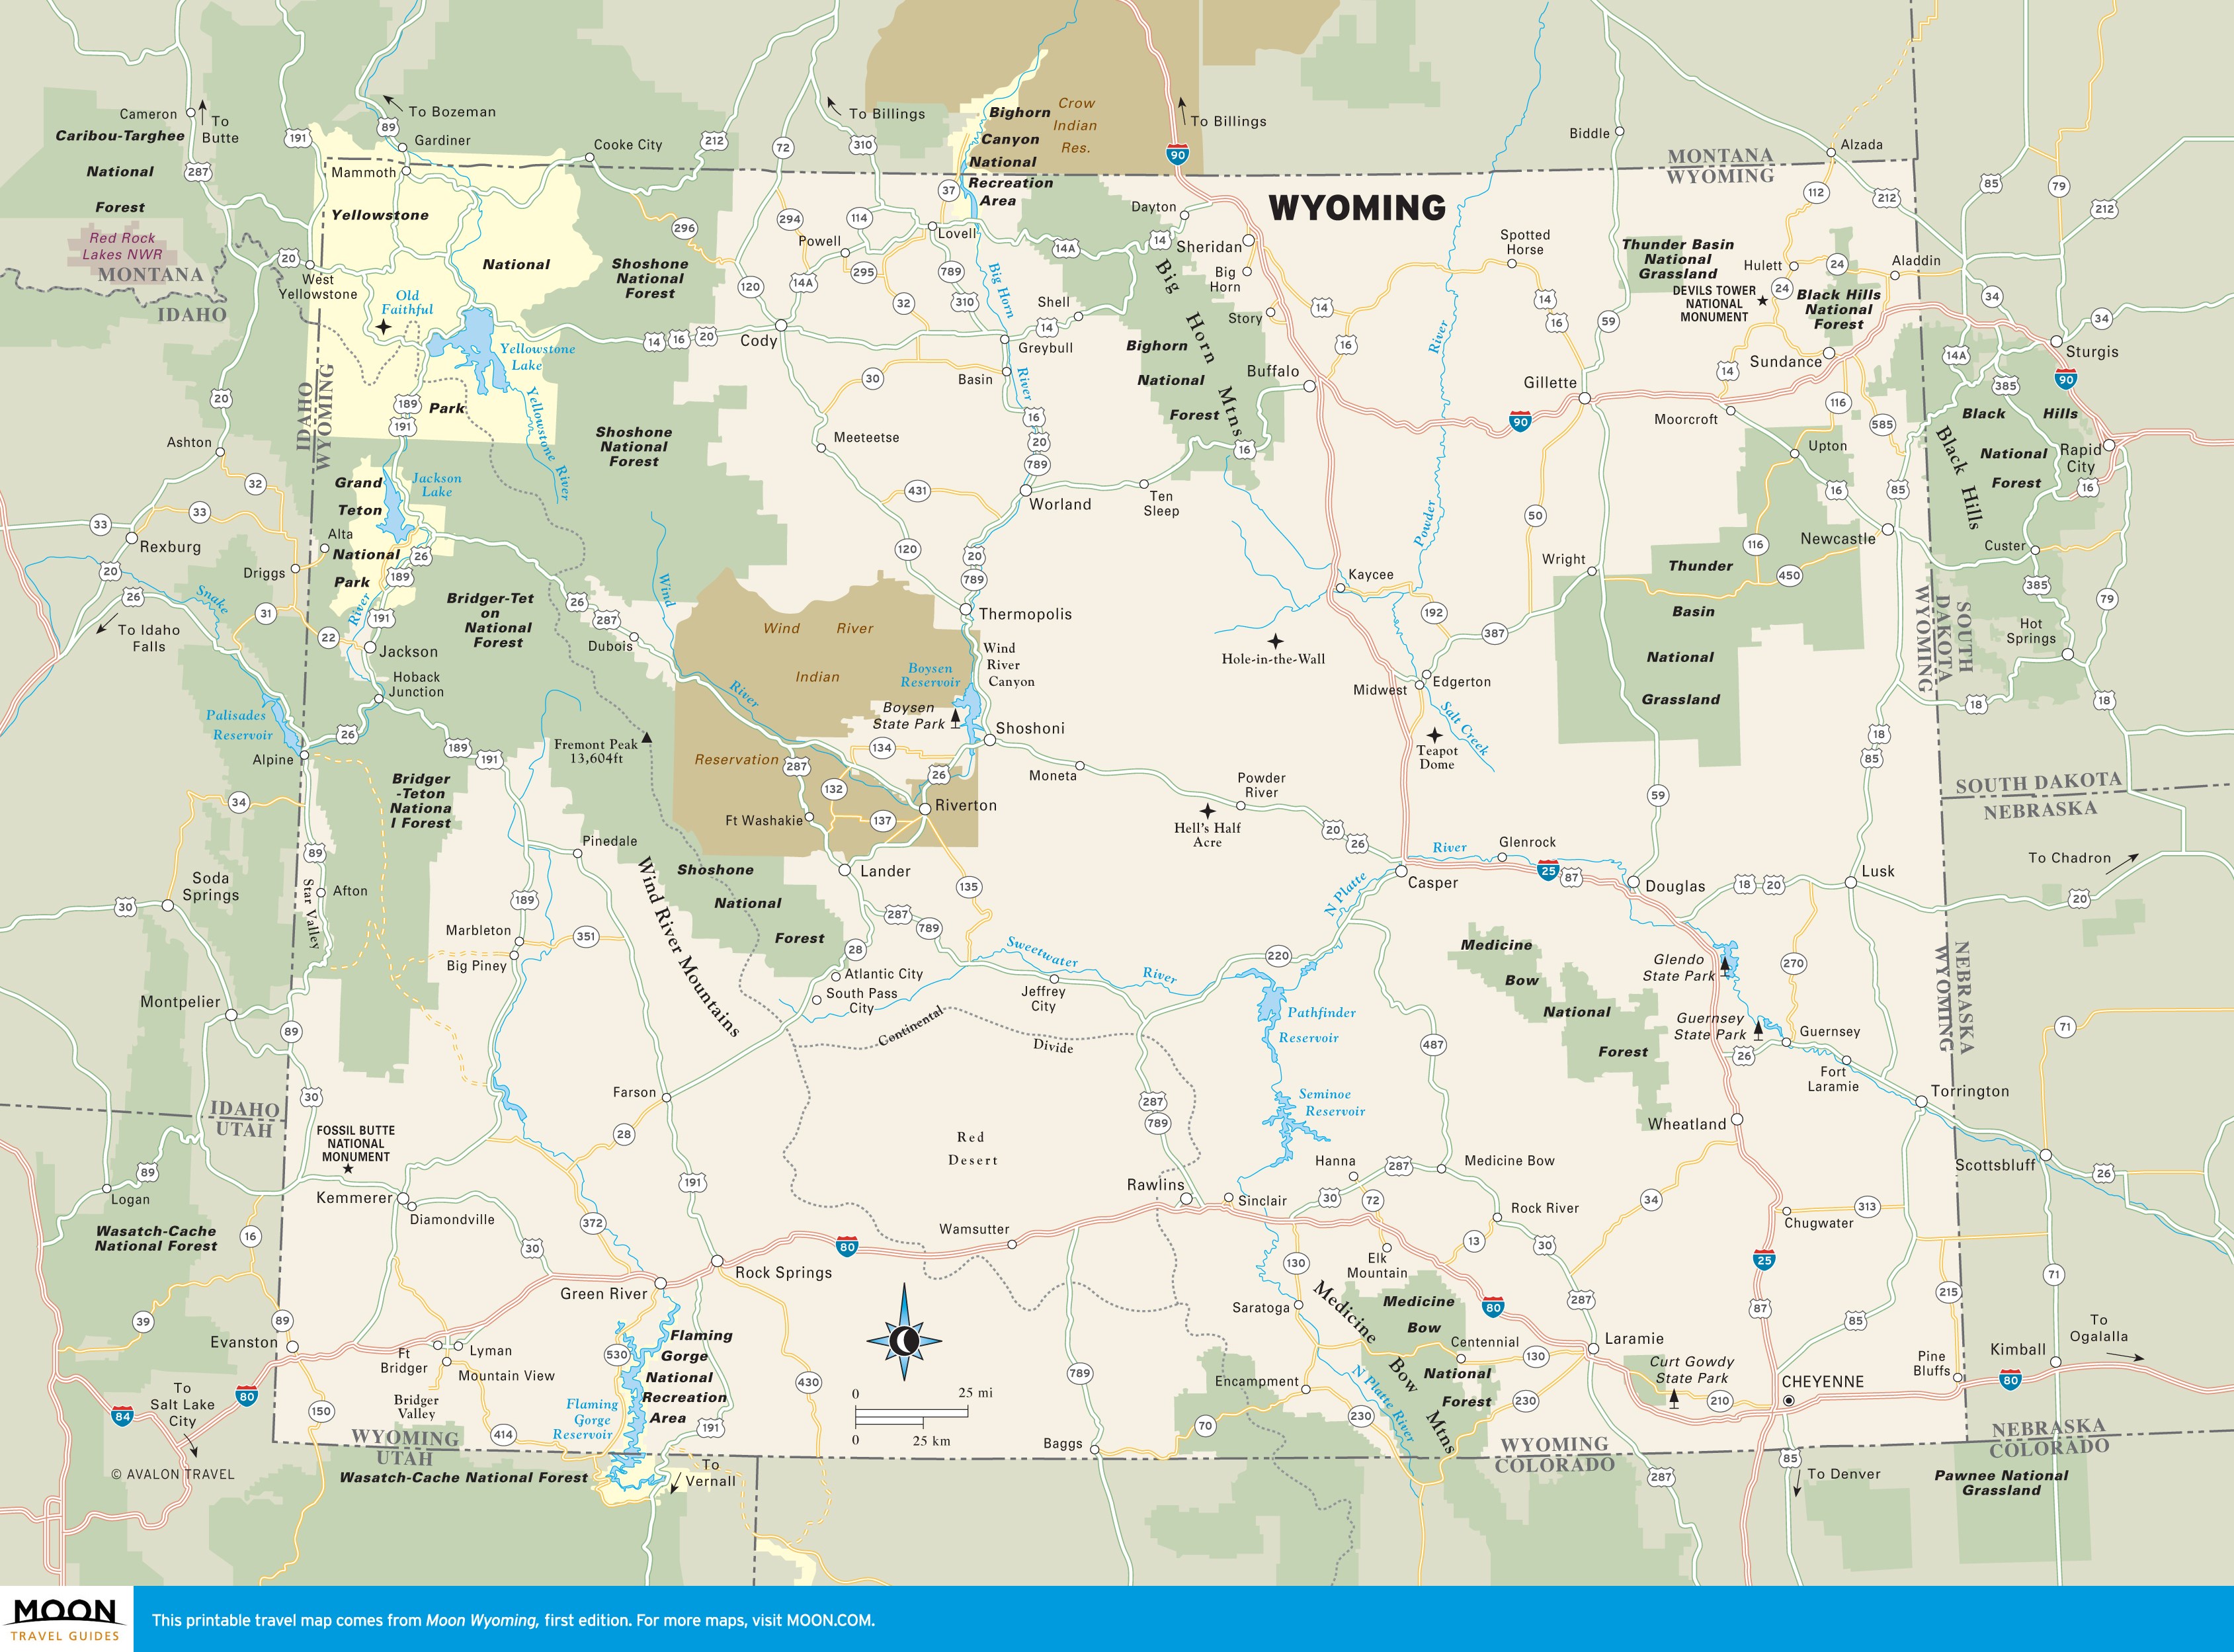 WYOMING
MONTANA
WYOMING
Cameron
To
Butte
Caribou-Targhee
National
Forest
287
191
89
To Bozeman
Gardiner
Mammoth
Cooke City
212
72
310
To Billings
Bighorn
Canyon
National
Recreation
Area
Crow
Indian
Res.
90
To Billings
Biddle
Alzada
112
212
85
79
212
Red Rock
Lakes NWR
MONTANA
IDAHO
20
West
Yellowstone
Yellowstone
National
Park
Old
Faithful
Yellowstone
Lake
Yellowstone River
Shoshone
National
Forest
296
294
114
37
Powell
Lovell
14A
295
789
310
32
120
Cody
14
16
20
Big Horn
River
Shell
14
Greybull
Basin
30
16
20
789
14A
14
Dayton
Sheridan
Big
Horn
Story
Big Horn Mtns
Bighorn
National
Forest
Buffalo
16
14
16
Spotted
Horse
14
16
59
Gillette
90
Powder
River
Thunder Basin
National
Grassland
Hulett
24
24
Aladdin
DEVILS TOWER
NATIONAL
MONUMENT
Black Hills
National
Forest
Sundance
14
Moorcroft
116
585
Upton
16
85
34
34
Sturgis
14A
385
90
Black Hills
National
Forest
Black Hills
Rapid
City
16
Custer
385
79
Hot
Springs
18
18
IDAHO
WYOMING
20
Ashton
32
33
33
Rexburg
20
26
To Idaho
Falls
Snake
River
31
Driggs
Alta
22
Grand
Teton
National
Park
Jackson
Lake
189
191
26
189
191
Jackson
Hoback
Junction
26
Palisades
Reservoir
Alpine
189
191
Bridger-Tet
on
National
Forest
Shoshone
National
Forest
Meeteetse
431
120
Worland
Ten
Sleep
20
789
Thermopolis
Wind
River
Canyon
26
287
Dubois
Wind
River
Wind River
Indian
Reservation
Boysen
Reservoir
Boysen
State Park
Shoshoni
134
287
132
26
Riverton
137
Ft Washakie
Lander
Fremont Peak
13,604ft
Moneta
Powder
River
Hell's Half
Acre
20
26
Kaycee
192
387
Hole-in-the-Wall
Midwest
Edgerton
Salt Creek
Teapot
Dome
50
Wright
Thunder
Basin
National
Grassland
116
450
Newcastle
59
18
85
SOUTH
DAKOTA
WYOMING
SOUTH DAKOTA
NEBRASKA
To Chadron
20
Bridger
-Teton
Nationa
l Forest
34
89
Soda
Springs
30
Star Valley
Afton
Pinedale
189
Marbleton
351
Big Piney
Wind River Mountains
Shoshone
National
Forest
135
287
789
28
Atlantic City
South Pass
City
Sweetwater
River
Jeffrey
City
Continental
Divide
220
N Platte
River
Casper
Glenrock
25
87
Douglas
18
20
Lusk
Medicine
Bow
National
Forest
Glendo
State Park
270
Guernsey
State Park
Guernsey
26
Fort
Laramie
Torrington
NEBRASKA
WYOMING
71
Pathfinder
Reservoir
487
Seminoe
Reservoir
Wheatland
Scottsbluff
26
Montpelier
89
30
IDAHO
UTAH
FOSSIL BUTTE
NATIONAL
MONUMENT
89
Logan
Kemmerer
Diamondville
Wasatch-Cache
National Forest
16
Farson
28
191
372
30
Red
Desert
287
789
Rawlins
Sinclair
Hanna
287
30
72
Medicine Bow
Rock River
34
13
30
Elk
Mountain
Chugwater
313
Wamsutter
80
Rock Springs
Green River
130
Saratoga
Medicine Bow Mtns
Medicine
Bow
National
Forest
80
287
25
87
85
215
71
39
89
Evanston
Ft
Bridger
Lyman
Mountain View
Bridger
Valley
530
Flaming
Gorge
National
Recreation
Area
Flaming
Gorge
Reservoir
430
191
414
150
84
80
To
Salt Lake
City
WYOMING
UTAH
Wasatch-Cache National Forest
To
Vernall
0 25 mi
0 25 km
789
Baggs
70
Encampment
230
N Platte River
Centennial
130
Laramie
230
Curt Gowdy
State Park
210
CHEYENNE
Pine
Bluffs
80
Kimball
To
Ogalalla
WYOMING
COLORADO
NEBRASKA
COLORADO
287
85
To Denver
Pawnee National
Grassland
© AVALON TRAVEL
MOON
TRAVEL GUIDES
This printable travel map comes from Moon Wyoming, first edition. For more maps, visit MOON.COM.